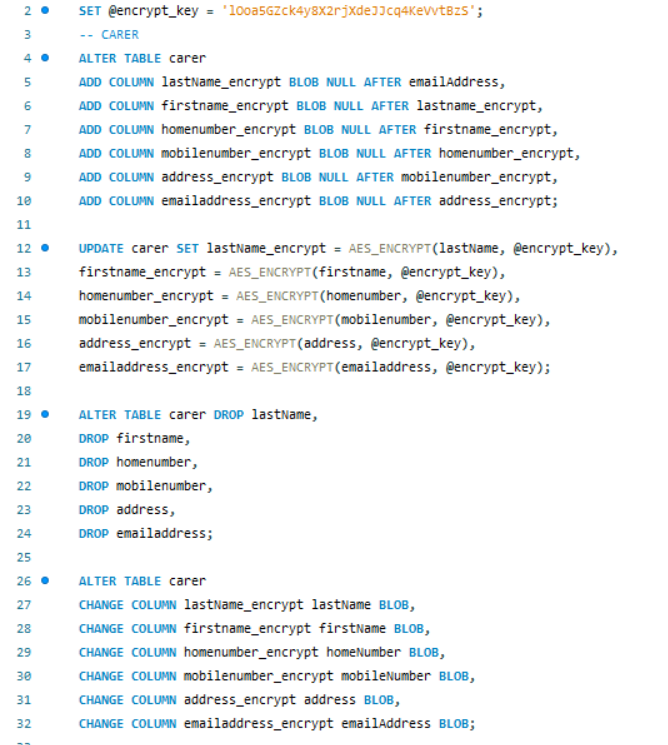 2 SET @encrypt_key = 'lOoa5GZck4y8X2rjXdeJJcq4KeVvtBzS';
3 -- CARER
4 ALTER TABLE carer
5 ADD COLUMN lastName_encrypt BLOB NULL AFTER emailAddress,
6 ADD COLUMN firstname_encrypt BLOB NULL AFTER lastname_encrypt,
7 ADD COLUMN homenumber_encrypt BLOB NULL AFTER firstname_encrypt,
8 ADD COLUMN mobilenumber_encrypt BLOB NULL AFTER homenumber_encrypt,
9 ADD COLUMN address_encrypt BLOB NULL AFTER mobilenumber_encrypt,
10 ADD COLUMN emailaddress_encrypt BLOB NULL AFTER address_encrypt;
11
12 UPDATE carer SET lastName_encrypt = AES_ENCRYPT(lastName, @encrypt_key),
13 firstname_encrypt = AES_ENCRYPT(firstname, @encrypt_key),
14 homenumber_encrypt = AES_ENCRYPT(homenumber, @encrypt_key),
15 mobilenumber_encrypt = AES_ENCRYPT(mobilenumber, @encrypt_key),
16 address_encrypt = AES_ENCRYPT(address, @encrypt_key),
17 emailaddress_encrypt = AES_ENCRYPT(emailaddress, @encrypt_key);
18
19 ALTER TABLE carer DROP lastName,
20 DROP firstname,
21 DROP homenumber,
22 DROP mobilenumber,
23 DROP address,
24 DROP emailaddress;
25
26 ALTER TABLE carer
27 CHANGE COLUMN lastName_encrypt lastName BLOB,
28 CHANGE COLUMN firstname_encrypt firstName BLOB,
29 CHANGE COLUMN homenumber_encrypt homeNumber BLOB,
30 CHANGE COLUMN mobilenumber_encrypt mobileNumber BLOB,
31 CHANGE COLUMN address_encrypt address BLOB,
32 CHANGE COLUMN emailaddress_encrypt emailAddress BLOB;